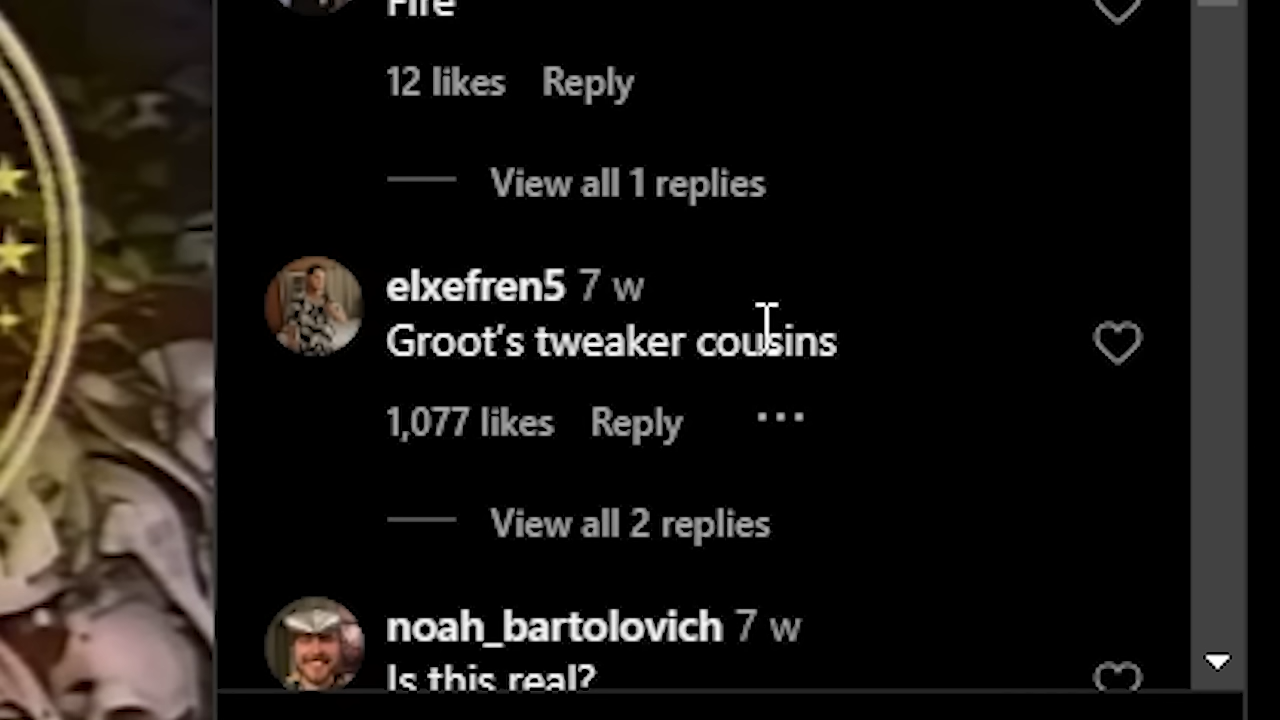 Fire
12 likes Reply
View all 1 replies
elxefren5 7 w
Groot's tweaker cousins
1,077 likes Reply ...
View all 2 replies
noah_bartolovich 7 w
Is this real?